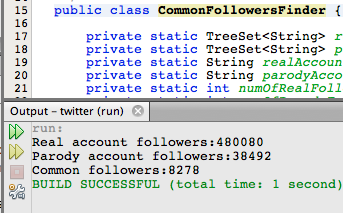 15 public class CommonFollowersFinder {
16
17 private static TreeSet<String>
18 private static TreeSet<String>
19 private static String realAccoun
20 private static String parodyAcco
21 private static int numOfRealFol
Output – twitter (run)
run:
Real account followers:480080
Parody account followers:38492
Common followers:8278
BUILD SUCCESSFUL (total time: 1 second)